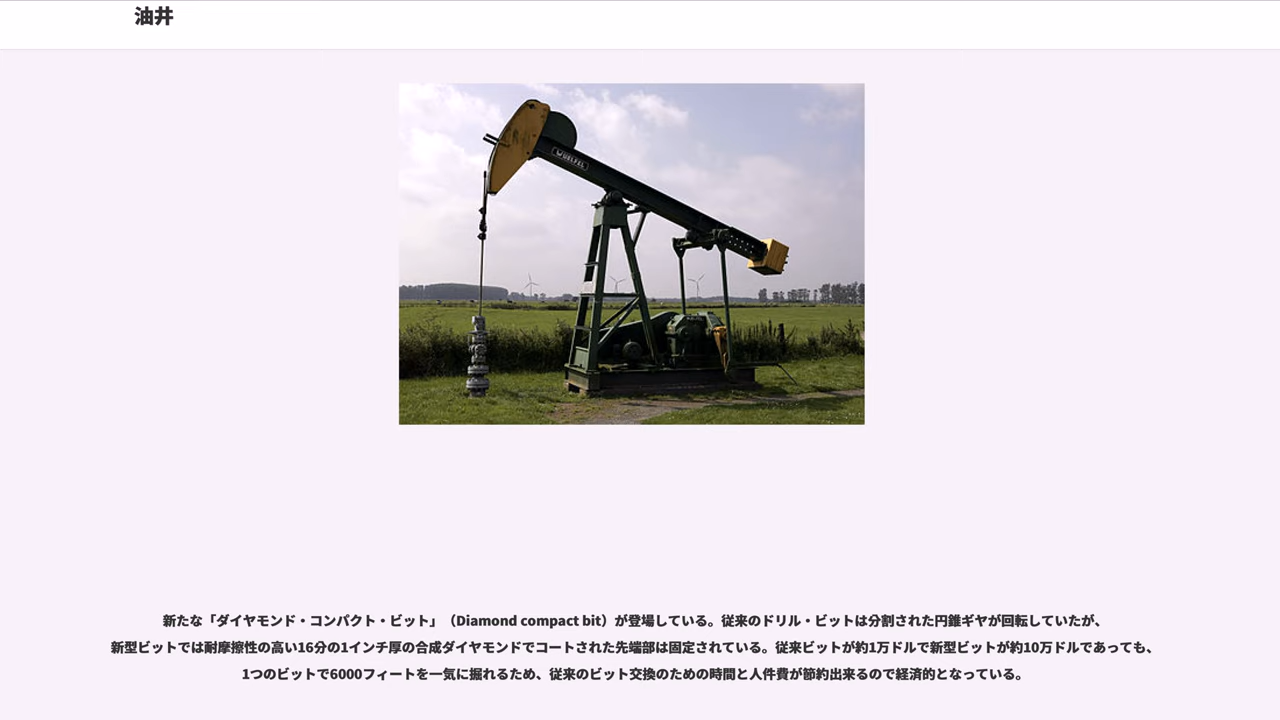 油井
新たな「ダイヤモンド・コンパクト・ビット」（Diamond compact bit）が登場している。従来のドリル・ビットは分割された円錐ギヤが回転していたが、
新型ビットでは耐摩擦性の高い16分の1インチ厚の合成ダイヤモンドでコートされた先端部は固定されている。従来ビットが約1万ドルで新型ビットが約10万ドルであっても、
1つのビットで6000フィートを一気に掘れるため、従来のビット交換のための時間と人件費が節約出来るので経済的となっている。